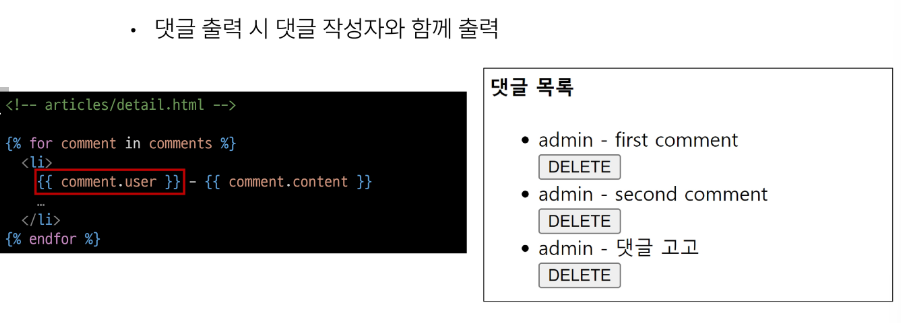 • 댓글 출력 시 댓글 작성자와 함께 출력
<!-- articles/detail.html -->
{% for comment in comments %}
<li>
{{ comment.user }} - {{ comment.content }}
…
</li>
{% endfor %}
댓글 목록
• admin - first comment
DELETE
• admin - second comment
DELETE
• admin - 댓글 고고
DELETE